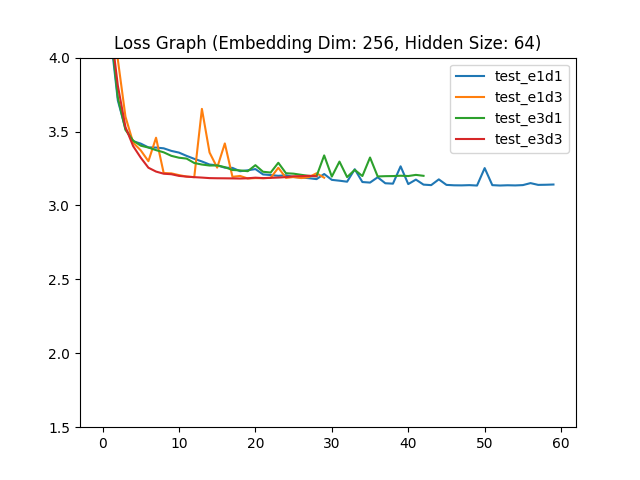 Loss Graph (Embedding Dim: 256, Hidden Size: 64)
4.0
3.5
3.0
2.5
2.0
1.5
0
10
20
30
40
50
60
test_e1d1
test_e1d3
test_e3d1
test_e3d3